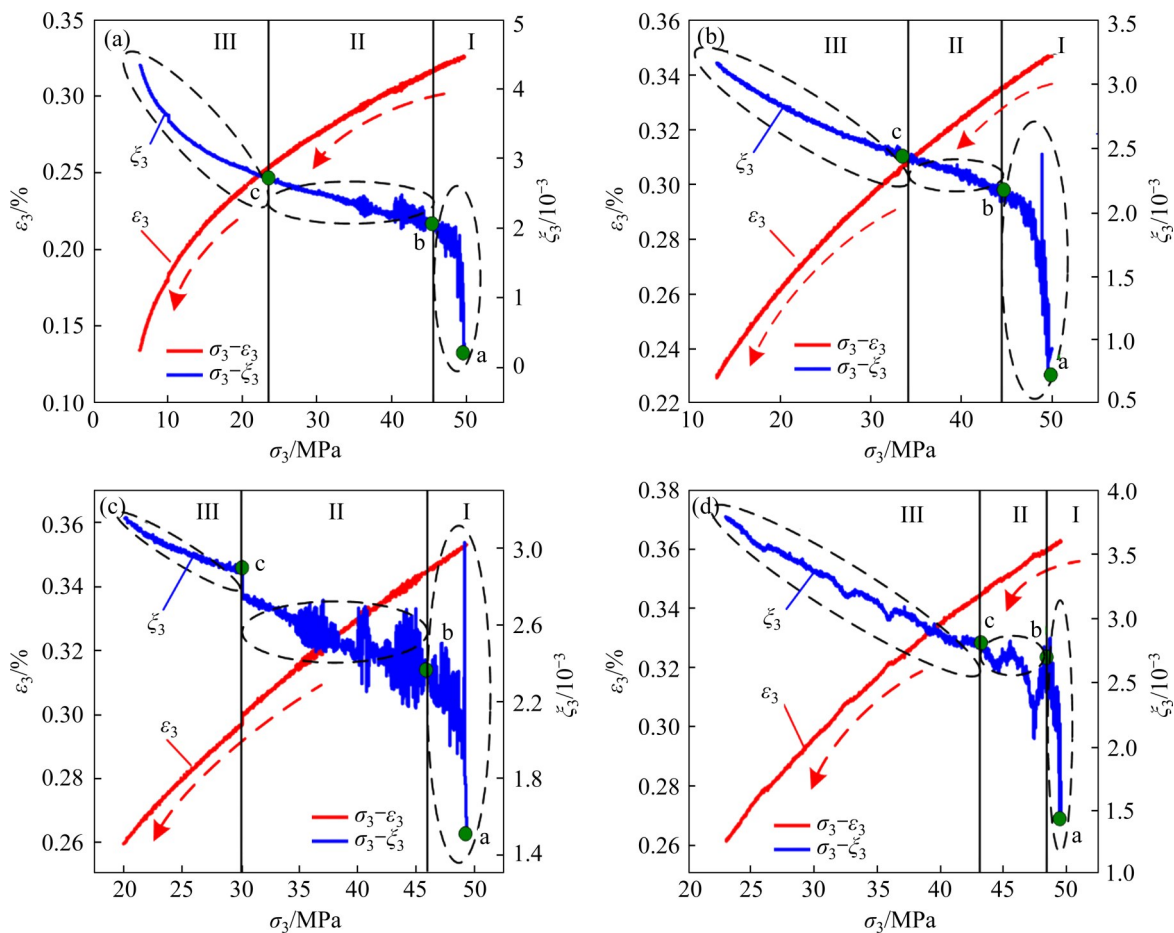 (a)
III
II
I
0.35
0.30
0.25
0.20
0.15
0.10
ε₃/%
5
4
3
2
1
0
ξ₃/10⁻³
ξ₃
ε₃
c
b
a
σ₃−ε₃
σ₃−ξ₃
0
10
20
30
40
50
σ₃/MPa
(b)
III
II
I
0.36
0.34
0.32
0.30
0.28
0.26
0.24
0.22
ε₃/%
3.5
3.0
2.5
2.0
1.5
1.0
0.5
ξ₃/10⁻³
ξ₃
ε₃
c
b
a
σ₃−ε₃
σ₃−ξ₃
10
20
30
40
50
σ₃/MPa
(c)
III
II
I
0.36
0.34
0.32
0.30
0.28
0.26
ε₃/%
3.0
2.6
2.2
1.8
1.4
ξ₃/10⁻³
ξ₃
ε₃
c
b
a
σ₃−ε₃
σ₃−ξ₃
20
25
30
35
40
45
50
σ₃/MPa
(d)
III
II
I
0.38
0.36
0.34
0.32
0.30
0.28
0.26
ε₃/%
4.0
3.5
3.0
2.5
2.0
1.5
1.0
ξ₃/10⁻³
ξ₃
ε₃
c
b
a
σ₃−ε₃
σ₃−ξ₃
20
23
30
35
40
45
50
σ₃/MPa